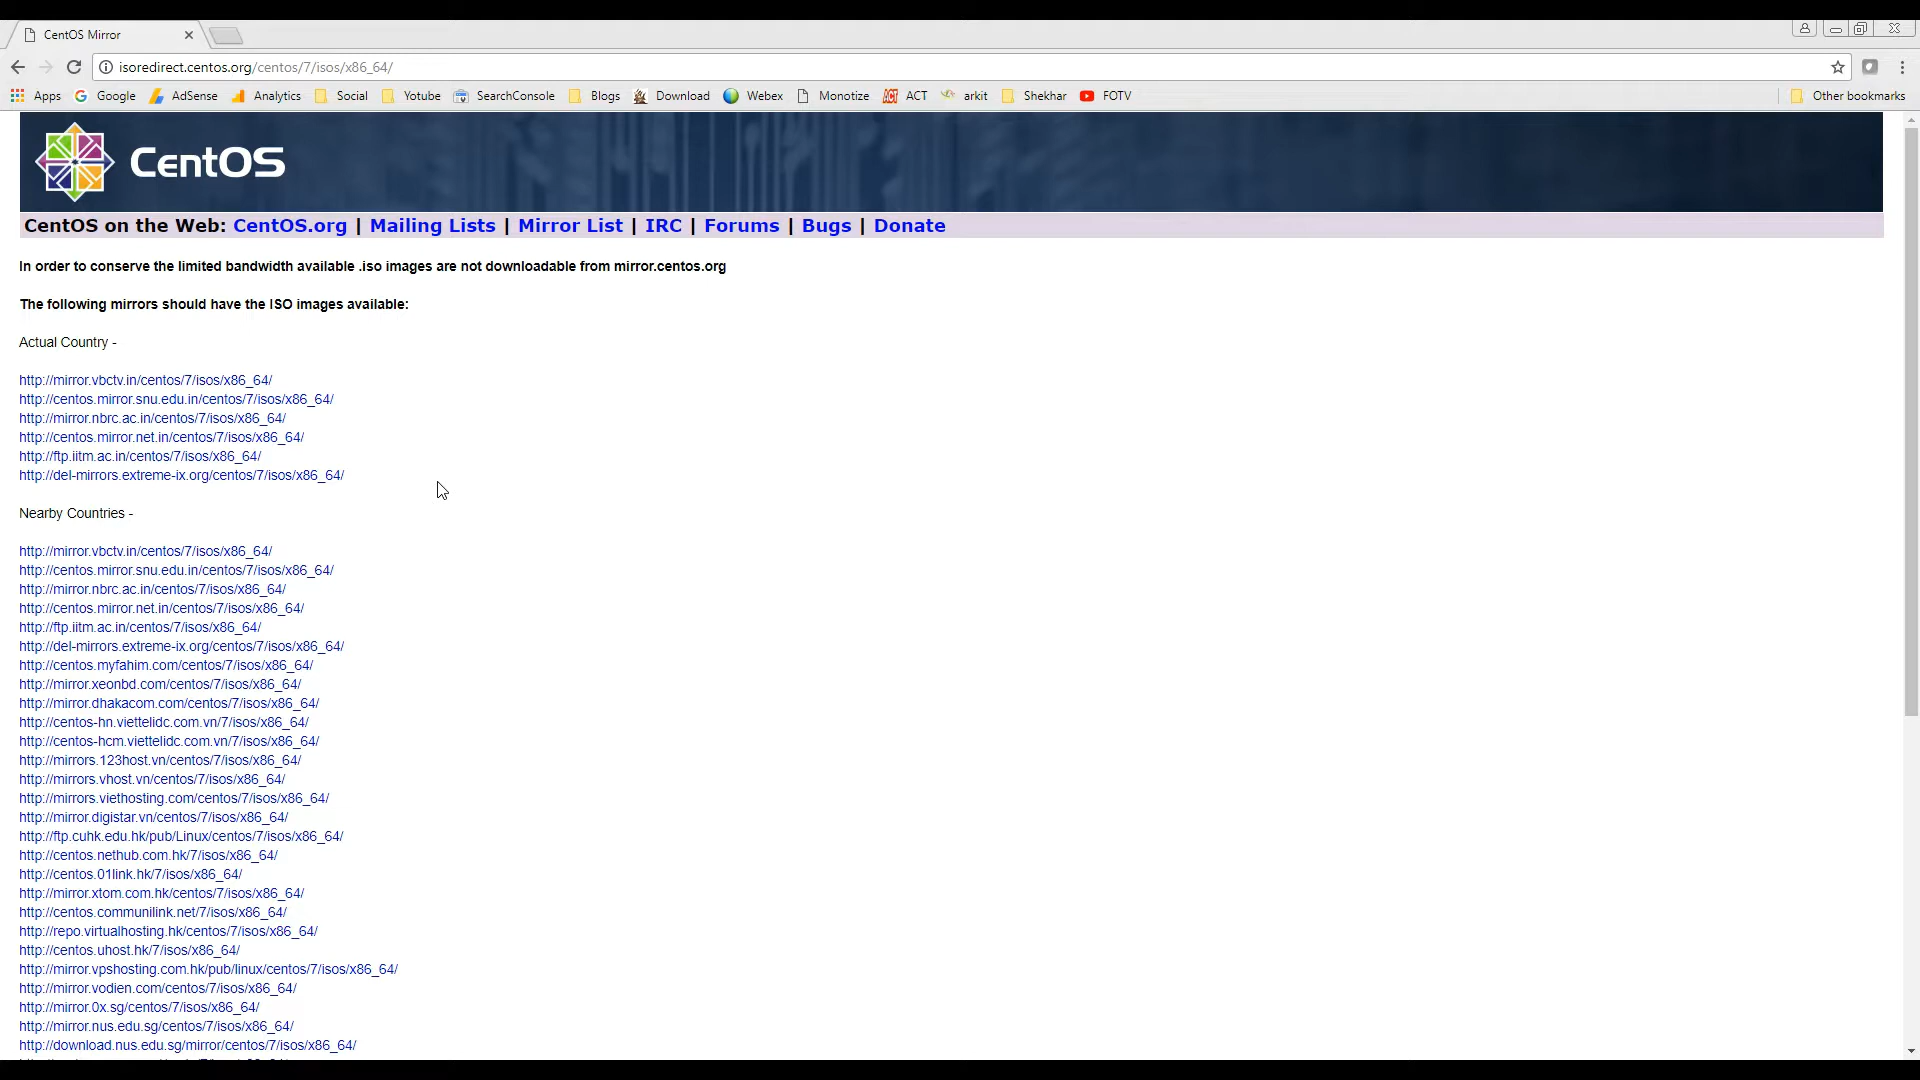 CentOS Mirror
isoredirect.centos.org/centos/7/isos/x86_64/
Apps Google AdSense Analytics Social Yotube SearchConsole Blogs Download Webex Monotize ACT arkit Shekhar FOTV Other bookmarks
CentOS
CentOS on the Web: CentOS.org | Mailing Lists | Mirror List | IRC | Forums | Bugs | Donate
In order to conserve the limited bandwidth available .iso images are not downloadable from mirror.centos.org
The following mirrors should have the ISO images available:
Actual Country -
http://mirror.vbctv.in/centos/7/isos/x86_64/
http://centos.mirror.snu.edu.in/centos/7/isos/x86_64/
http://mirror.nbrc.ac.in/centos/7/isos/x86_64/
http://centos.mirror.net.in/centos/7/isos/x86_64/
http://ftp.iitm.ac.in/centos/7/isos/x86_64/
http://del-mirrors.extreme-ix.org/centos/7/isos/x86_64/
Nearby Countries -
http://mirror.vbctv.in/centos/7/isos/x86_64/
http://centos.mirror.snu.edu.in/centos/7/isos/x86_64/
http://mirror.nbrc.ac.in/centos/7/isos/x86_64/
http://centos.mirror.net.in/centos/7/isos/x86_64/
http://ftp.iitm.ac.in/centos/7/isos/x86_64/
http://del-mirrors.extreme-ix.org/centos/7/isos/x86_64/
http://centos.myfahim.com/centos/7/isos/x86_64/
http://mirror.xeonbd.com/centos/7/isos/x86_64/
http://mirror.dhakacom.com/centos/7/isos/x86_64/
http://centos-hn.viettelidc.com.vn/7/isos/x86_64/
http://centos-hcm.viettelidc.com.vn/7/isos/x86_64/
http://mirrors.123host.vn/centos/7/isos/x86_64/
http://mirrors.vhost.vn/centos/7/isos/x86_64/
http://mirrors.viethosting.com/centos/7/isos/x86_64/
http://mirror.digistar.vn/centos/7/isos/x86_64/
http://ftp.cuhk.edu.hk/pub/Linux/centos/7/isos/x86_64/
http://centos.nethub.com.hk/7/isos/x86_64/
http://centos.01link.hk/7/isos/x86_64/
http://mirror.xtom.com.hk/centos/7/isos/x86_64/
http://centos.communilink.net/7/isos/x86_64/
http://repo.virtualhosting.hk/centos/7/isos/x86_64/
http://centos.uhost.hk/7/isos/x86_64/
http://mirror.vpshosting.com.hk/pub/linux/centos/7/isos/x86_64/
http://mirror.vodien.com/centos/7/isos/x86_64/
http://mirror.0x.sg/centos/7/isos/x86_64/
http://mirror.nus.edu.sg/centos/7/isos/x86_64/
http://download.nus.edu.sg/mirror/centos/7/isos/x86_64/